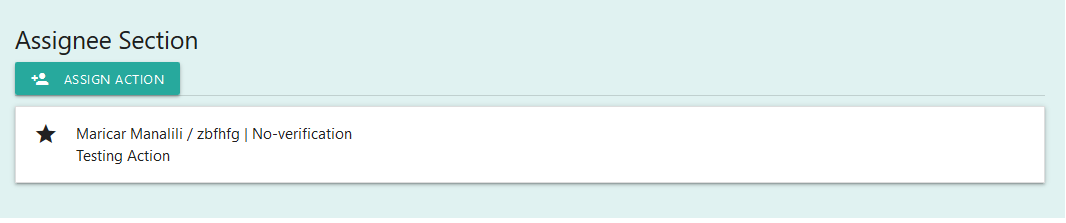 Assignee Section
ASSIGN ACTION
Maricar Manalili / zbfhfg | No-verification
Testing Action